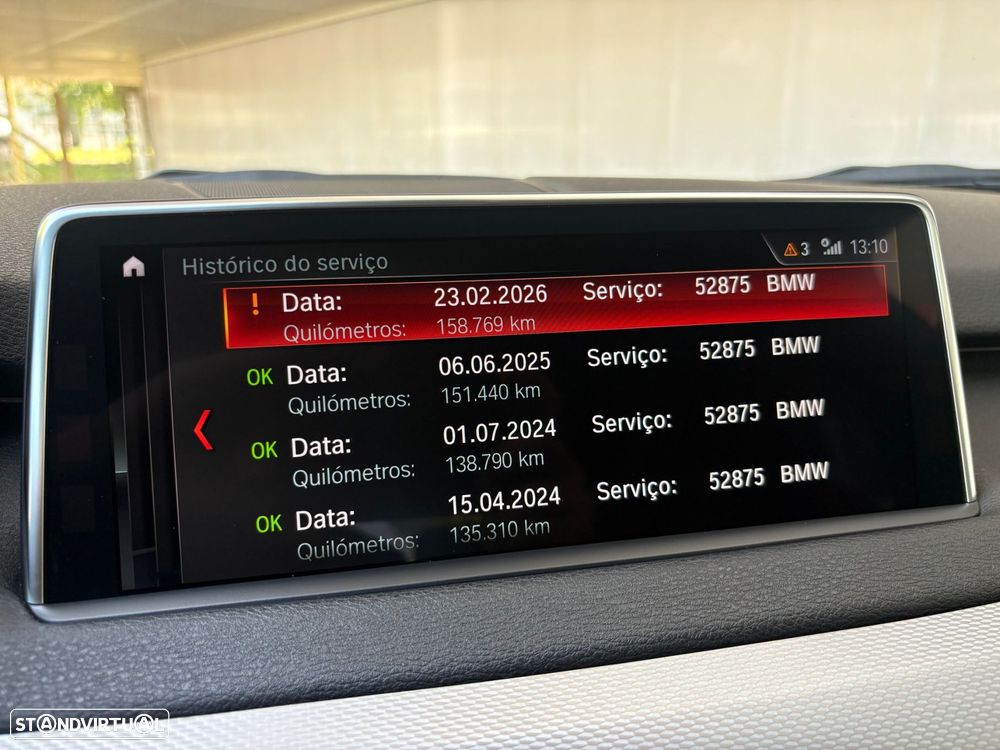 Histórico do serviço 3 13:10
! Data: 23.02.2026 Serviço: 52875 BMW
Quilómetros: 158.769 km
OK Data: 06.06.2025 Serviço: 52875 BMW
Quilómetros: 151.440 km
OK Data: 01.07.2024 Serviço: 52875 BMW
Quilómetros: 138.790 km
OK Data: 15.04.2024 Serviço: 52875 BMW
Quilómetros: 135.310 km
STANDVIRTUAL